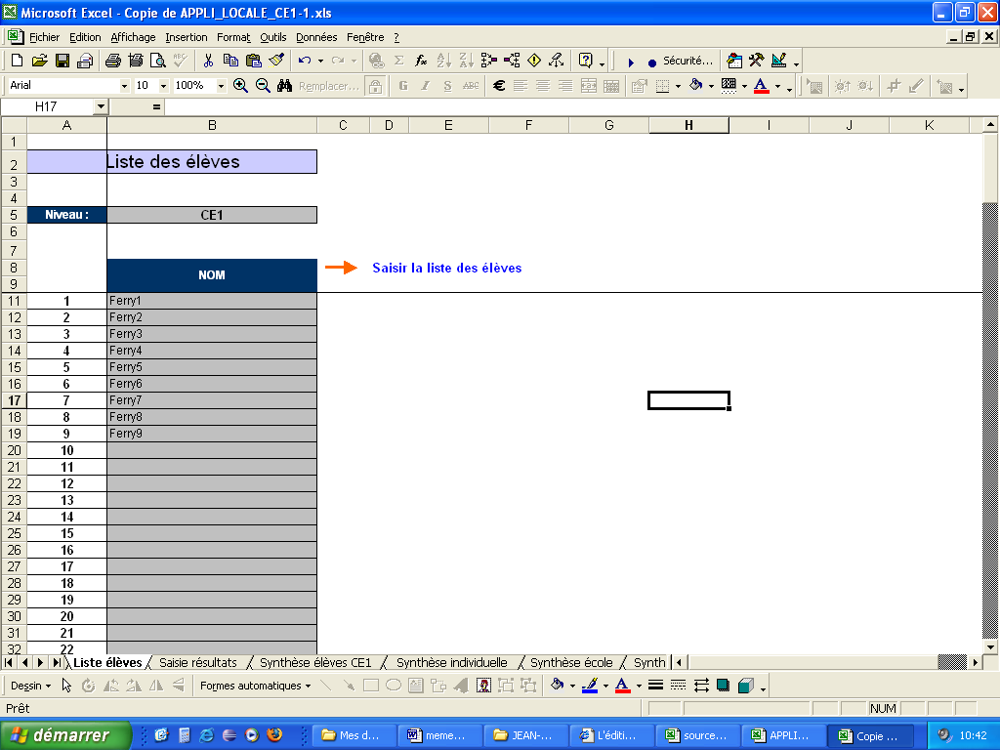 Microsoft Excel - Copie de APPLI_LOCALE_CE1-1.xls
Fichier Edition Affichage Insertion Format Outils Données Fenêtre ?
Sécurité...
Arial 10 100% Remplacer... G I S ABC €
H17 =
A B C D E F G H I J K
1
2 Liste des élèves
3
4
5 Niveau : CE1
6
7
8 NOM Saisir la liste des élèves
9
11 1 Ferry1
12 2 Ferry2
13 3 Ferry3
14 4 Ferry4
15 5 Ferry5
16 6 Ferry6
17 7 Ferry7
18 8 Ferry8
19 9 Ferry9
20 10
21 11
22 12
23 13
24 14
25 15
26 16
27 17
28 18
29 19
30 20
31 21
32 22
Liste élèves Saisie résultats Synthèse élèves CE1 Synthèse individuelle Synthèse école Synth
Dessin Formes automatiques
Prêt NUM
démarrer Mes d... meme... JEAN-... L'éditi... source... APPLI... Copie ... 10:42